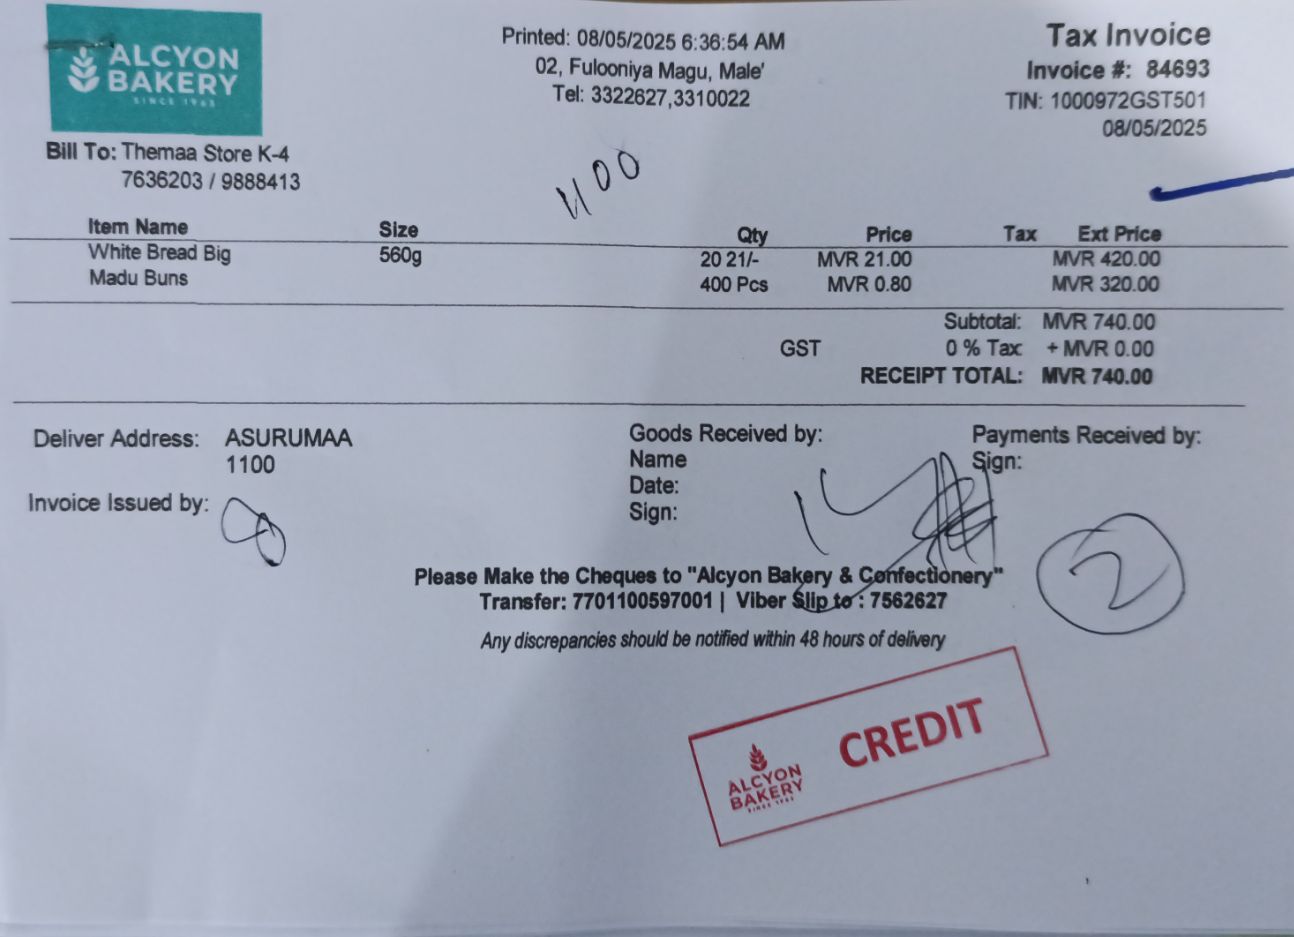 ALCYON
BAKERY
SINCE 1963
Printed: 08/05/2025 6:36:54 AM
02, Fulooniya Magu, Male'
Tel: 3322627,3310022
Tax Invoice
Invoice #: 84693
TIN: 1000972GST501
08/05/2025
Bill To: Themaa Store K-4
7636203 / 9888413
1100
Item Name Size Qty Price Tax Ext Price
White Bread Big 560g 20 21/- MVR 21.00 MVR 420.00
Madu Buns 400 Pcs MVR 0.80 MVR 320.00
Subtotal: MVR 740.00
GST 0 % Tax + MVR 0.00
RECEIPT TOTAL: MVR 740.00
Deliver Address: ASURUMAA
1100
Invoice Issued by:
Goods Received by:
Name
Date:
Sign:
Payments Received by:
Sign:
2
Please Make the Cheques to "Alcyon Bakery & Confectionery"
Transfer: 7701100597001 | Viber Slip to : 7562627
Any discrepancies should be notified within 48 hours of delivery
ALCYON
BAKERY
SINCE 1963
CREDIT